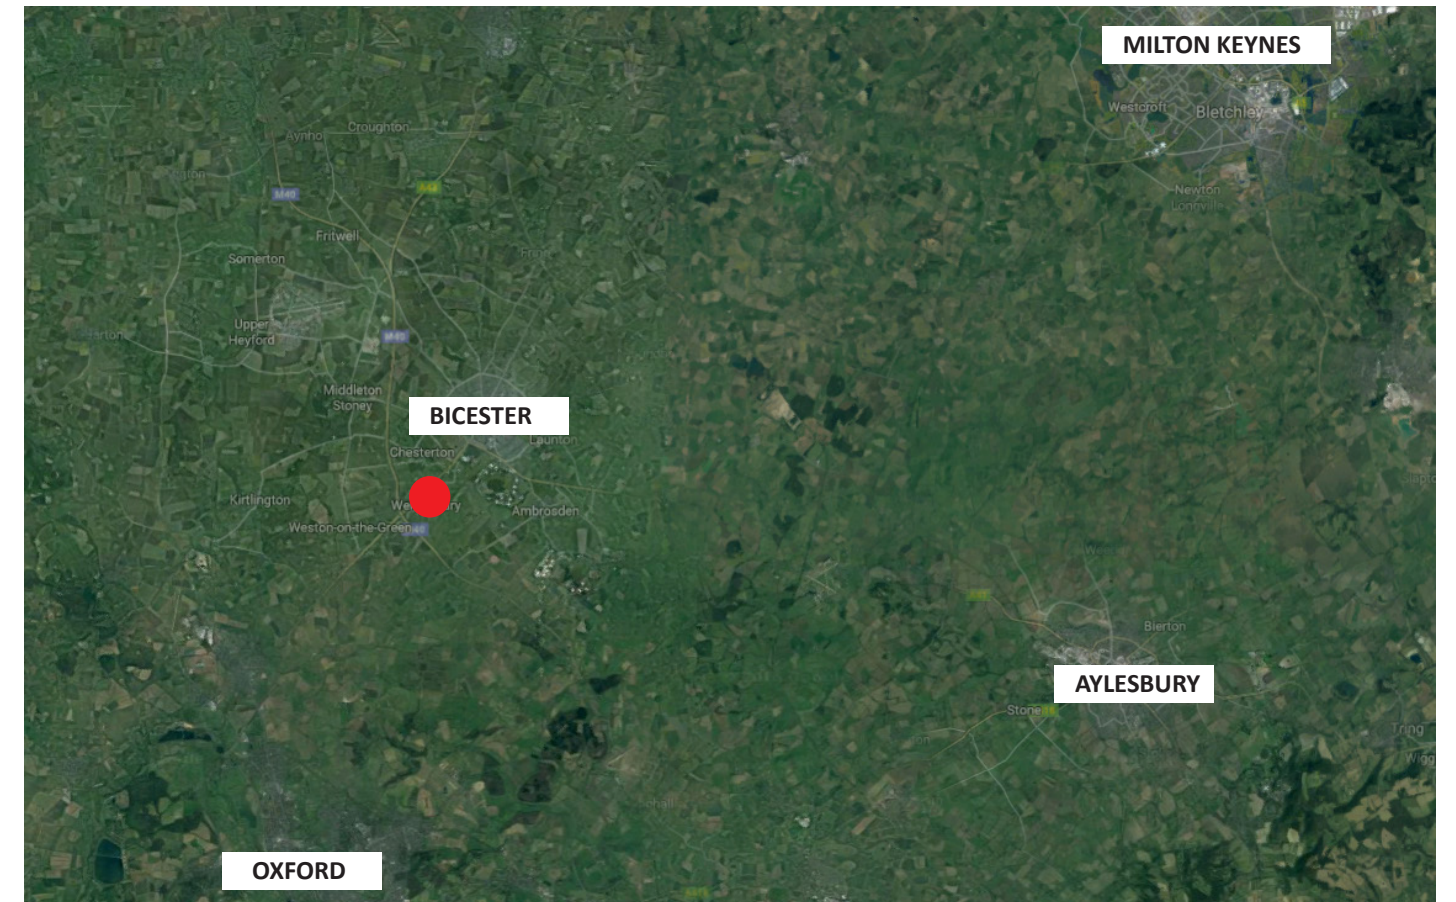 MILTON KEYNES
Westcroft
Bletchley
Croughton
Aynho
M40
Newton
Longville
Fritwell
Somerton
Upper
Heyford
M40
Middleton
Stoney
BICESTER
Launton
Chesterton
Kirtlington
Ambrosden
Weston-on-the-Green
Bierton
AYLESBURY
Stone
Tring
OXFORD